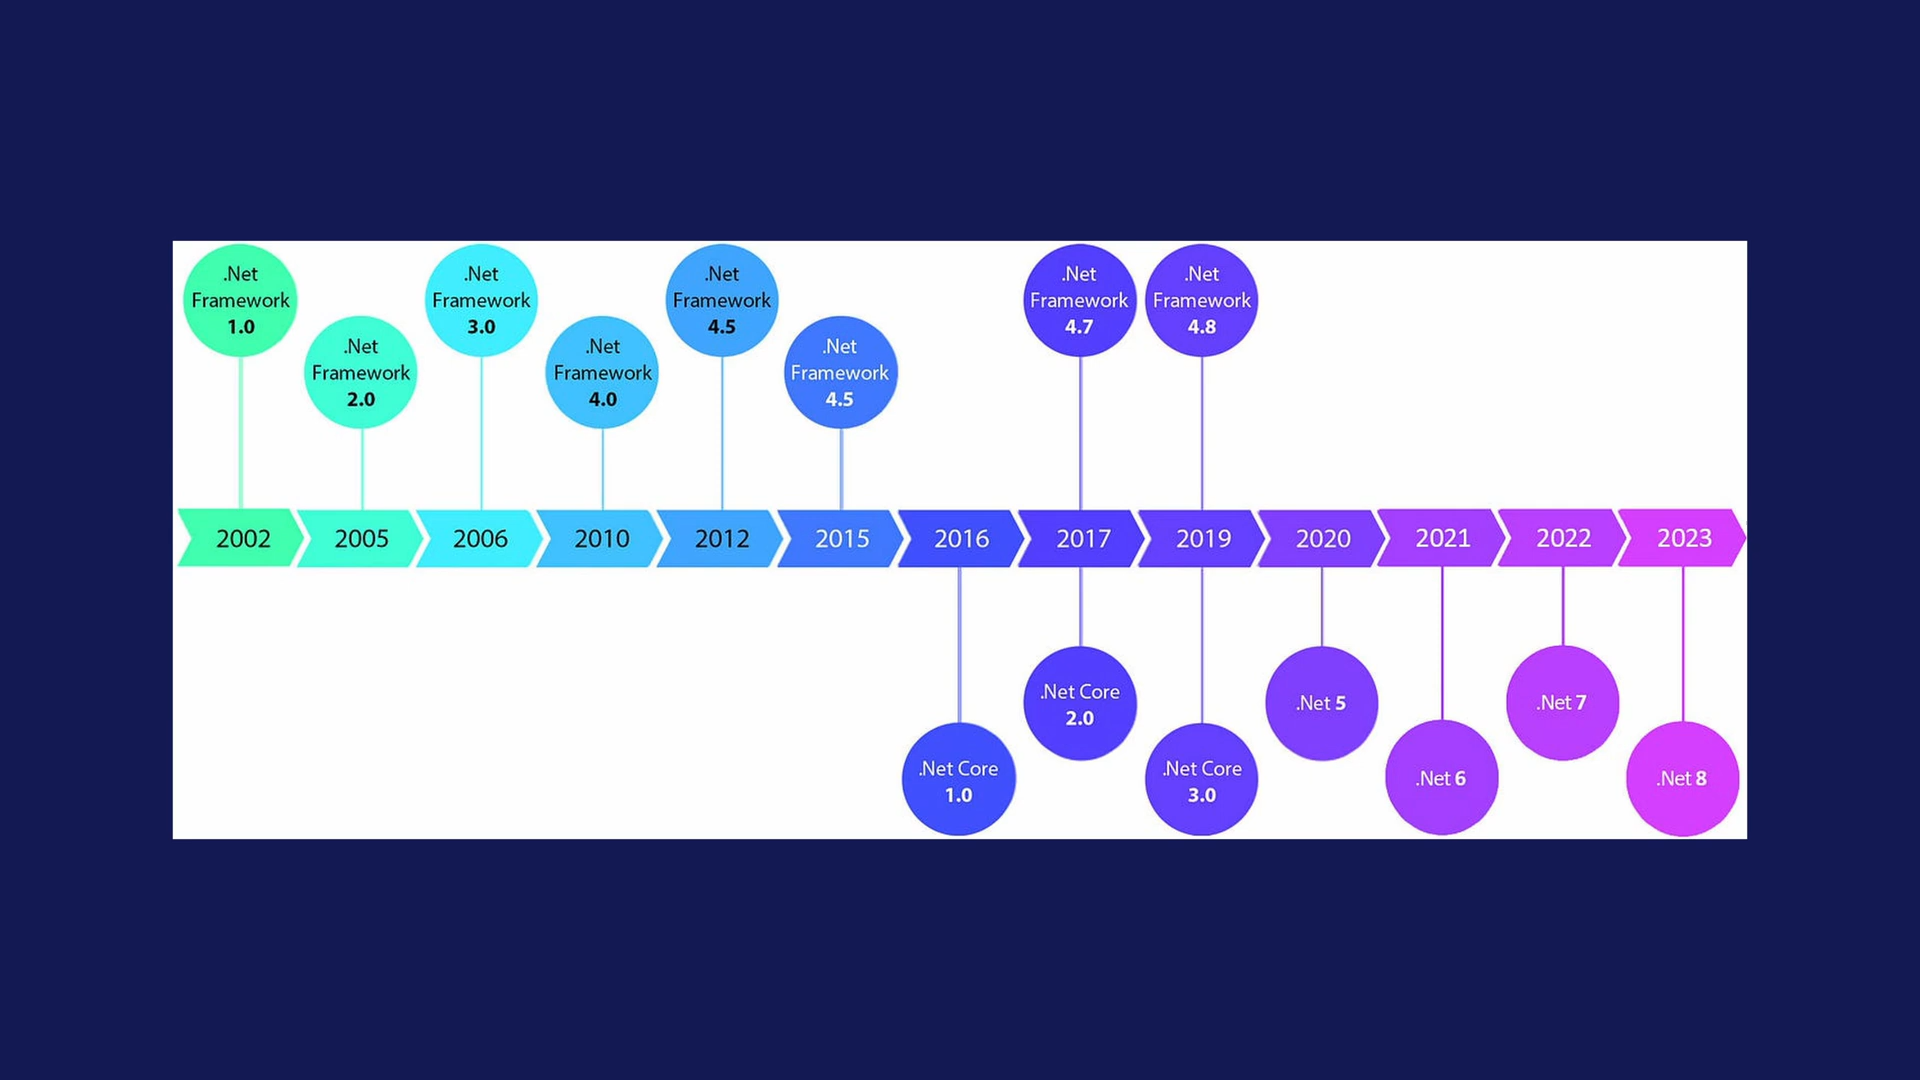 .Net
Framework
1.0
.Net
Framework
2.0
.Net
Framework
3.0
.Net
Framework
4.0
.Net
Framework
4.5
.Net
Framework
4.5
.Net
Framework
4.7
.Net
Framework
4.8
2002
2005
2006
2010
2012
2015
2016
2017
2019
2020
2021
2022
2023
.Net Core
1.0
.Net Core
2.0
.Net Core
3.0
.Net 5
.Net 6
.Net 7
.Net 8